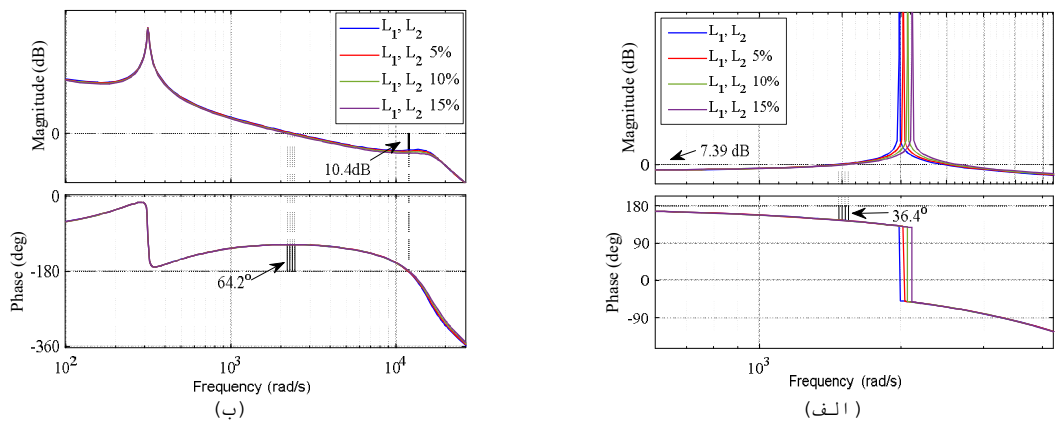 Magnitude (dB)
0
L1, L2
L1, L2 5%
L1, L2 10%
L1, L2 15%
10.4dB
Phase (deg)
0
-180
-360
64.2°
10^2
10^3
10^4
Frequency (rad/s)
(ب)
Magnitude (dB)
0
L1, L2
L1, L2 5%
L1, L2 10%
L1, L2 15%
7.39 dB
Phase (deg)
180
90
0
-90
36.4°
10^3
Frequency (rad/s)
(الف)